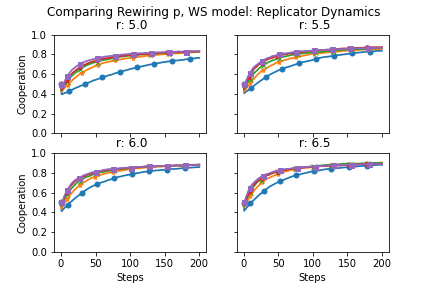 Comparing Rewiring p, WS model: Replicator Dynamics
r: 5.0
r: 5.5
1.0
0.8
0.6
0.4
0.2
0.0
Cooperation
r: 6.0
r: 6.5
1.0
0.8
0.6
0.4
0.2
0.0
Cooperation
0 50 100 150 200
0 50 100 150 200
Steps
Steps